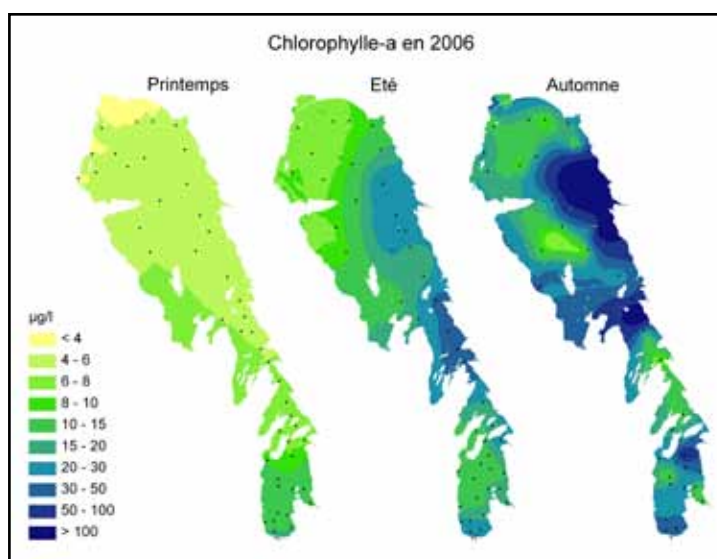 Chlorophylle-a en 2006
Printemps
Eté
Automne
µg/l
< 4
4 - 6
6 - 8
8 - 10
10 - 15
15 - 20
20 - 30
30 - 50
50 - 100
> 100